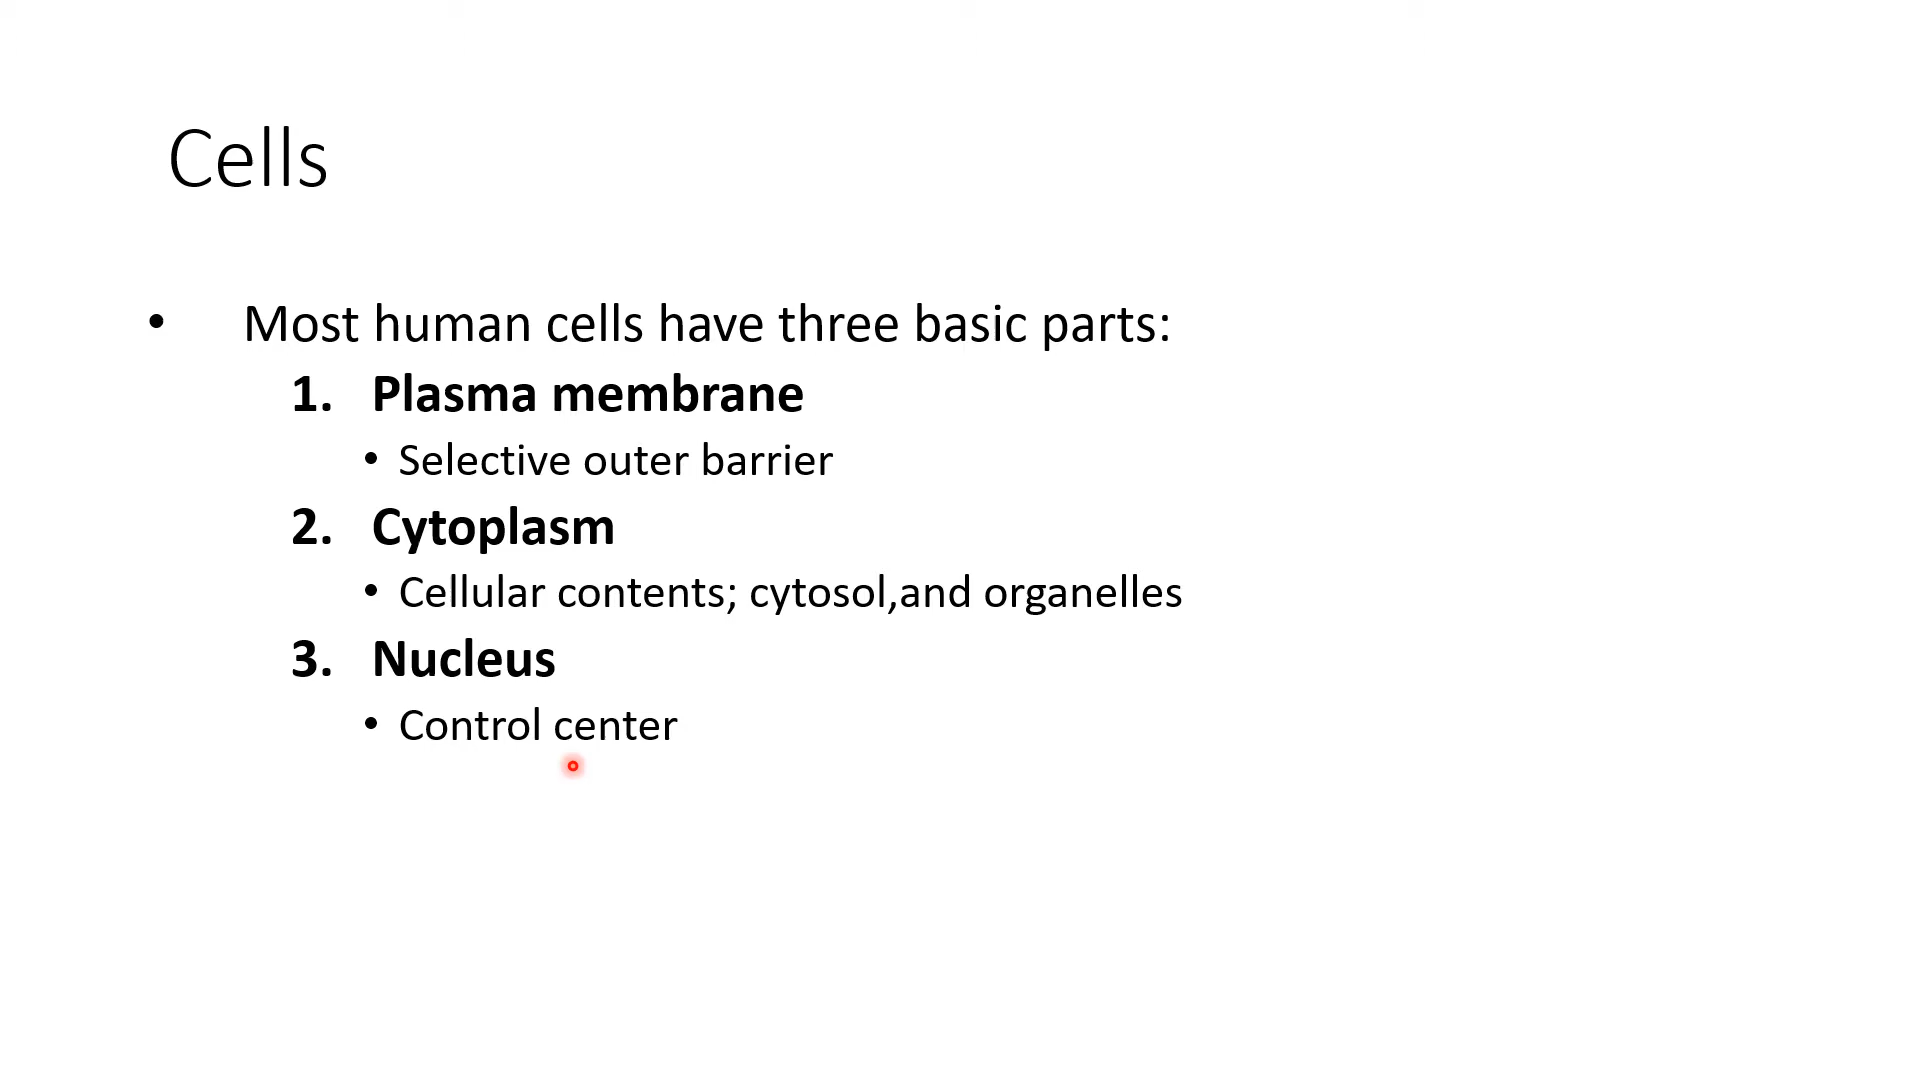 Cells
• Most human cells have three basic parts:
1. Plasma membrane
• Selective outer barrier
2. Cytoplasm
• Cellular contents; cytosol,and organelles
3. Nucleus
• Control center